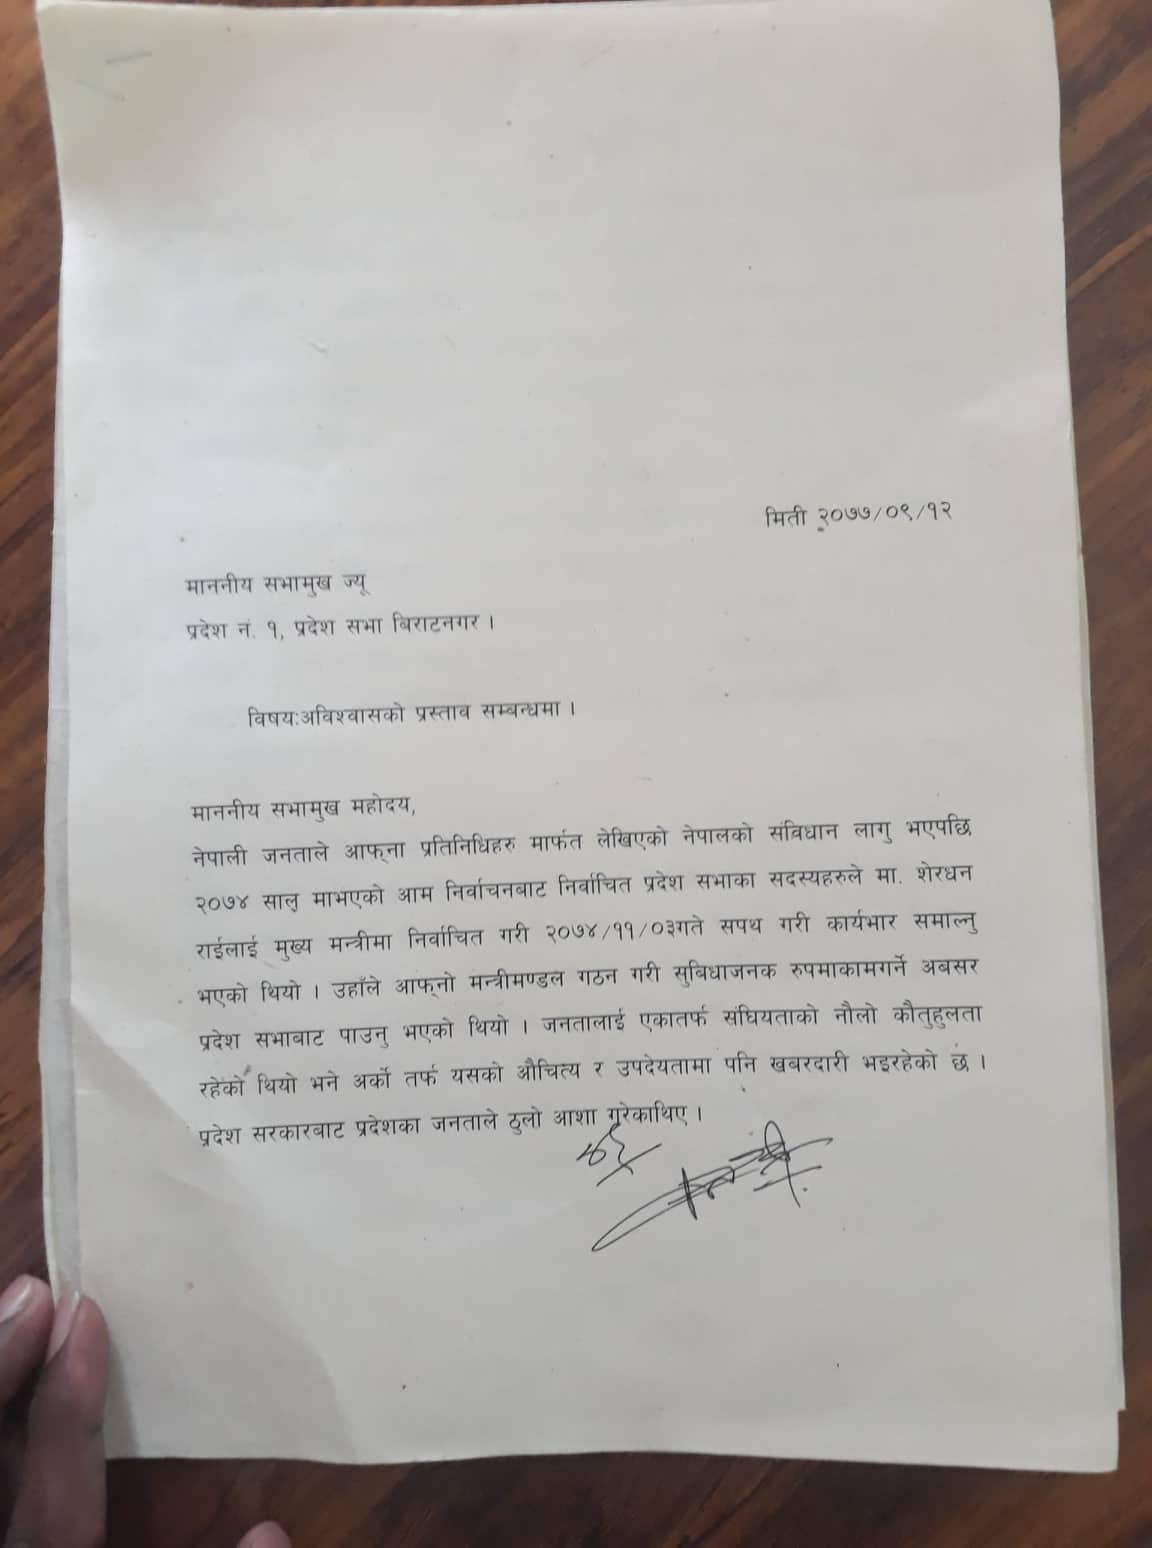 मिती २०७७/०९/१२
माननीय सभामुख ज्यू
प्रदेश नं. १, प्रदेश सभा बिराटनगर ।
विषय:अविश्वासको प्रस्ताव सम्बन्धमा ।
माननीय सभामुख महोदय,
नेपाली जनताले आफ्ना प्रतिनिधिहरु मार्फत लेखिएको नेपालको संविधान लागु भएपछि
२०७४ साल माभएको आम निर्वाचनबाट निर्वाचित प्रदेश सभाका सदस्यहरुले मा. शेरधन
राईलाई मुख्य मन्त्रीमा निर्वाचित गरी २०७४/११/०३गते सपथ गरी कार्यभार समाल्नु
भएको थियो । उहाँले आफ्नो मन्त्रीमण्डल गठन गरी सुबिधाजनक रुपमाकामगर्ने अबसर
प्रदेश सभाबाट पाउनु भएको थियो । जनतालाई एकातर्फ संघियताको नौलो कौतुहुलता
रहेको थियो भने अर्को तर्फ यसको औचित्य र उपदेयतामा पनि खबरदारी भइरहेको छ ।
प्रदेश सरकारबाट प्रदेशका जनताले ठुलो आशा गरेकाथिए ।